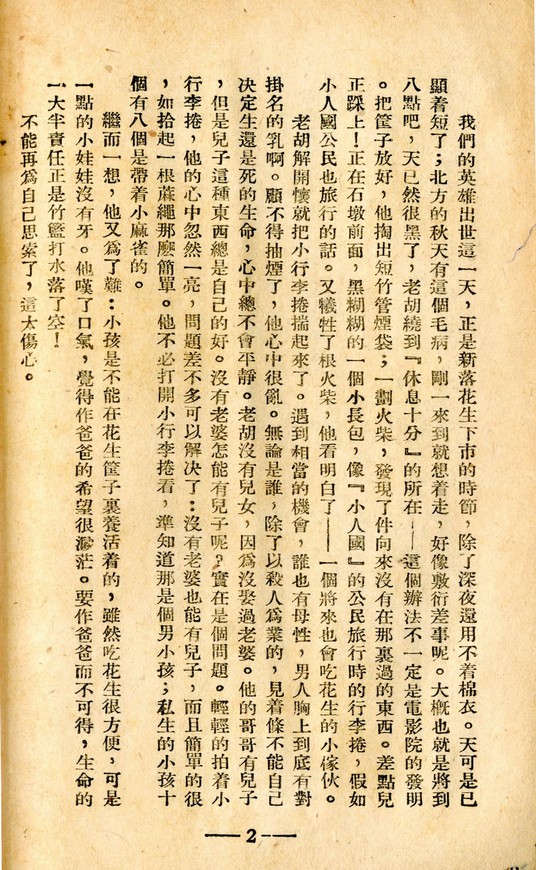 我們的英雄出世這一天，正是新落花生下市的時節，除了深夜還用不着棉衣。天可是已
顯着短了；北方的秋天有這個毛病，剛一來到就想着走，好像敷衍差事呢。大槪也就是將到
八點吧，天已然很黑了，老胡繞到『休息十分』的所在——這個辦法不一定是電影院的發明
。把筐子放好，他掏出短竹管煙袋；一劃火柴，發現了件向來沒有在那裏過的東西。差點兒
正踩上！正在石墩前面，黑糊糊的一個小長包，像『小人國』的公民旅行時的行李捲，假如
小人國公民也旅行的話。又犧牲了根火柴，他看明白了——一個將來也會吃花生的小傢伙。
老胡解開懷就把小行李捲揣起來了。遇到相當的機會，誰也有母性，男人胸上到底有對
掛名的乳啊。顧不得抽煙了，他心中很亂。無論是誰，除了以殺人爲業的，見着條不能自己
决定生還是死的生命，心中總不會平靜。老胡沒有兒女，因爲沒娶過老婆。他的哥哥有兒子
，但是兒子這種東西總是自己的好。沒有老婆怎能有兒子呢？實在是個問題。輕輕的拍着小
行李捲，他的心中忽然一亮，問題差不多可以解决了：沒有老婆也能有兒子，而且簡單的很
，如拾起一根蔴繩那麽簡單。他不必打開小行李捲看，準知道那是個男小孩；私生的小孩十
個有八個是帶着小麻雀的。
繼而一想，他又爲了難：小孩是不能在花生筐子裏養活着的，雖然吃花生很方便，可是
一點的小娃娃沒有牙。他嘆了口氣，覺得作爸爸的希望很渺茫。要作爸爸而不可得，生命的
一大半責任正是竹籃打水落了空！
不能再爲自己思索了，這太傷心。
——2——